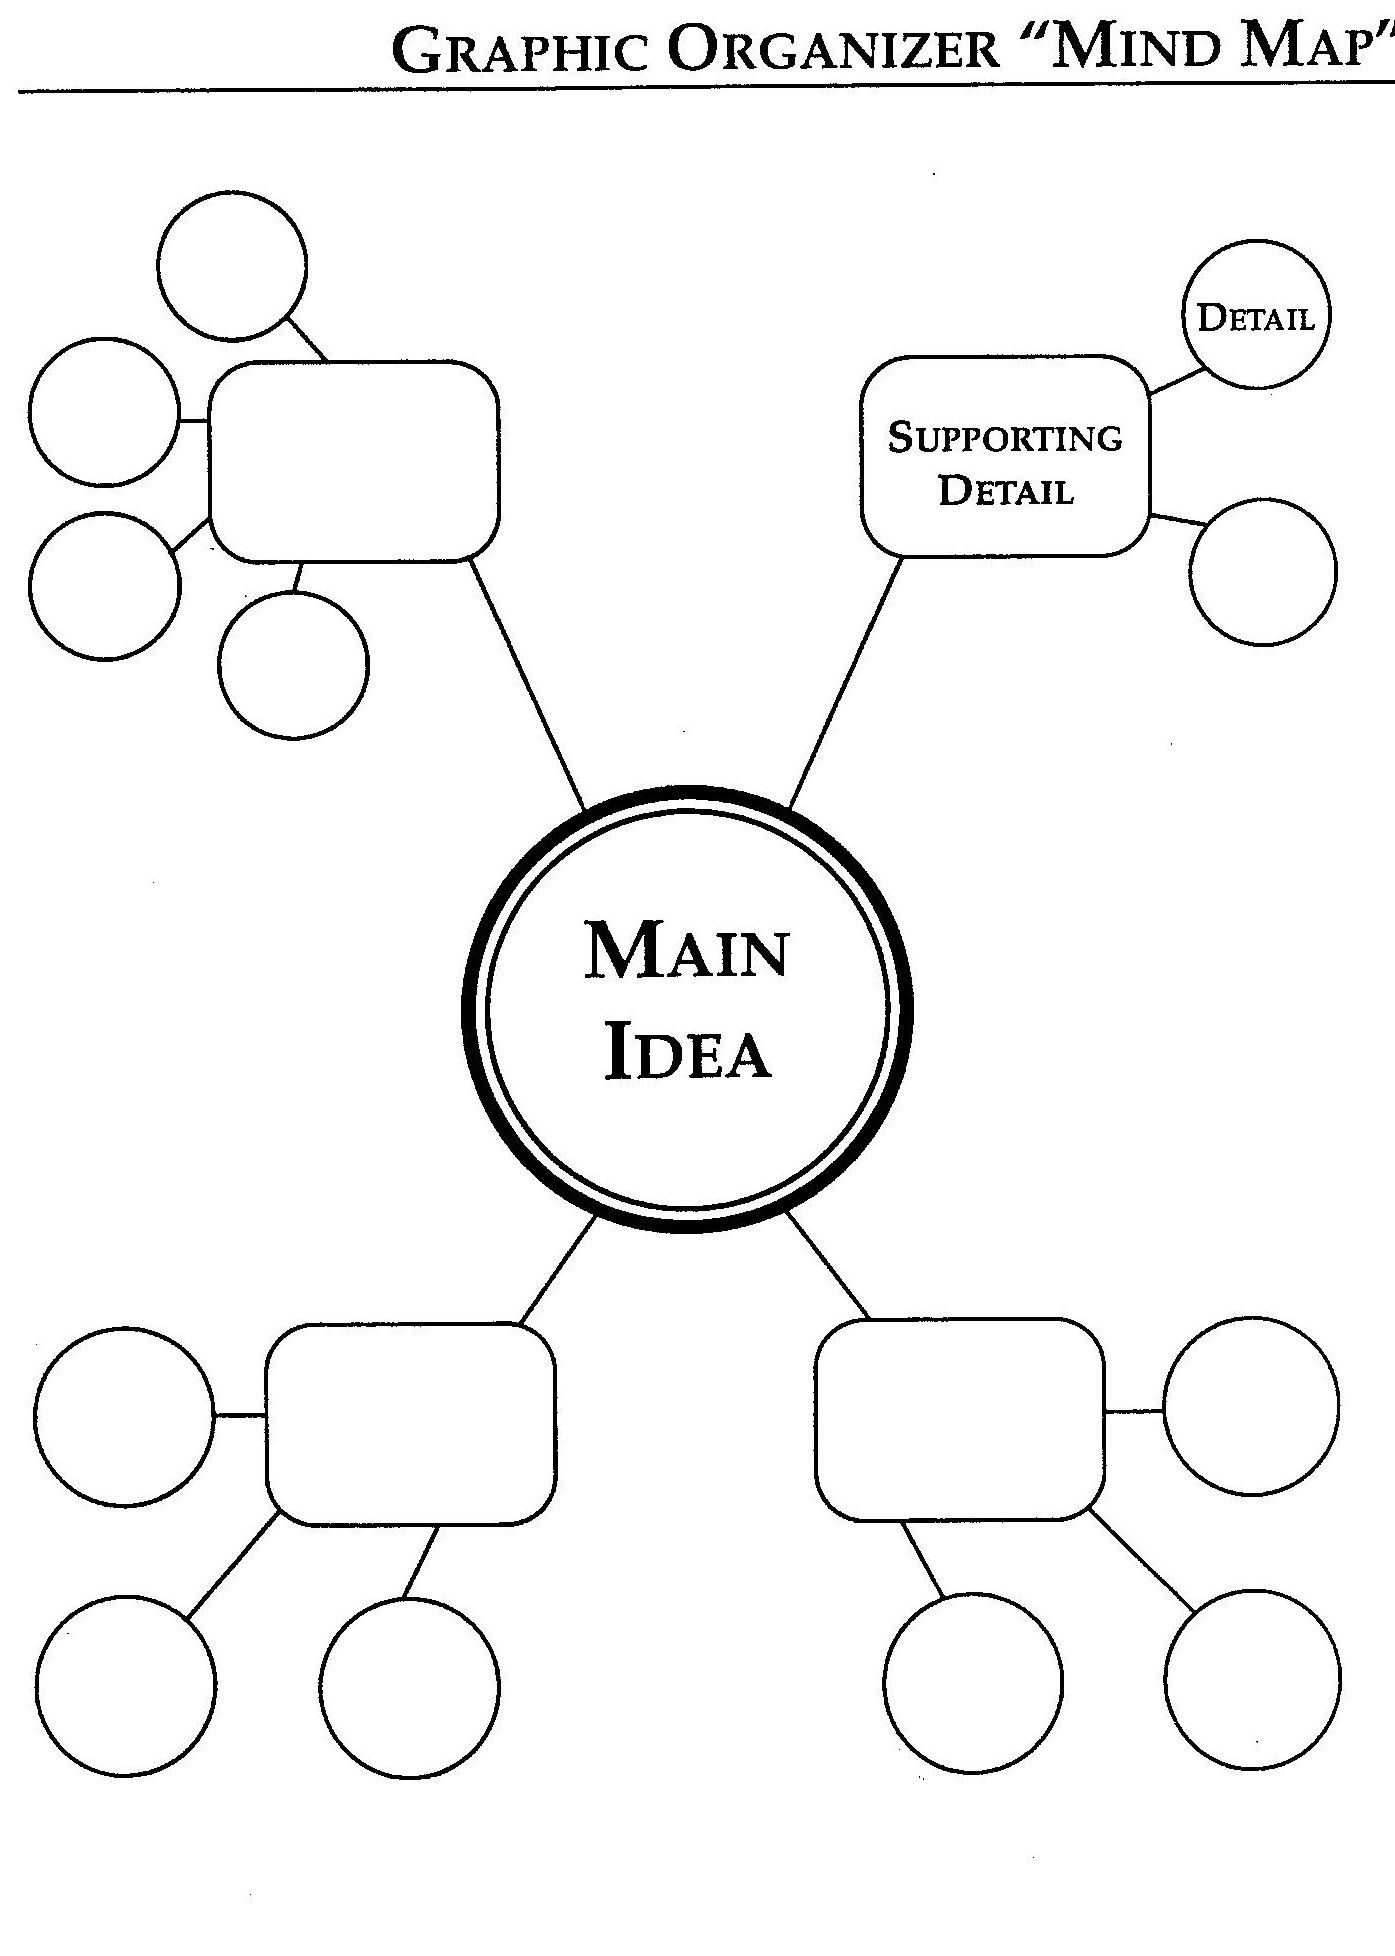 GRAPHIC ORGANIZER “MIND MAP”
DETAIL
SUPPORTING
DETAIL
MAIN
IDEA